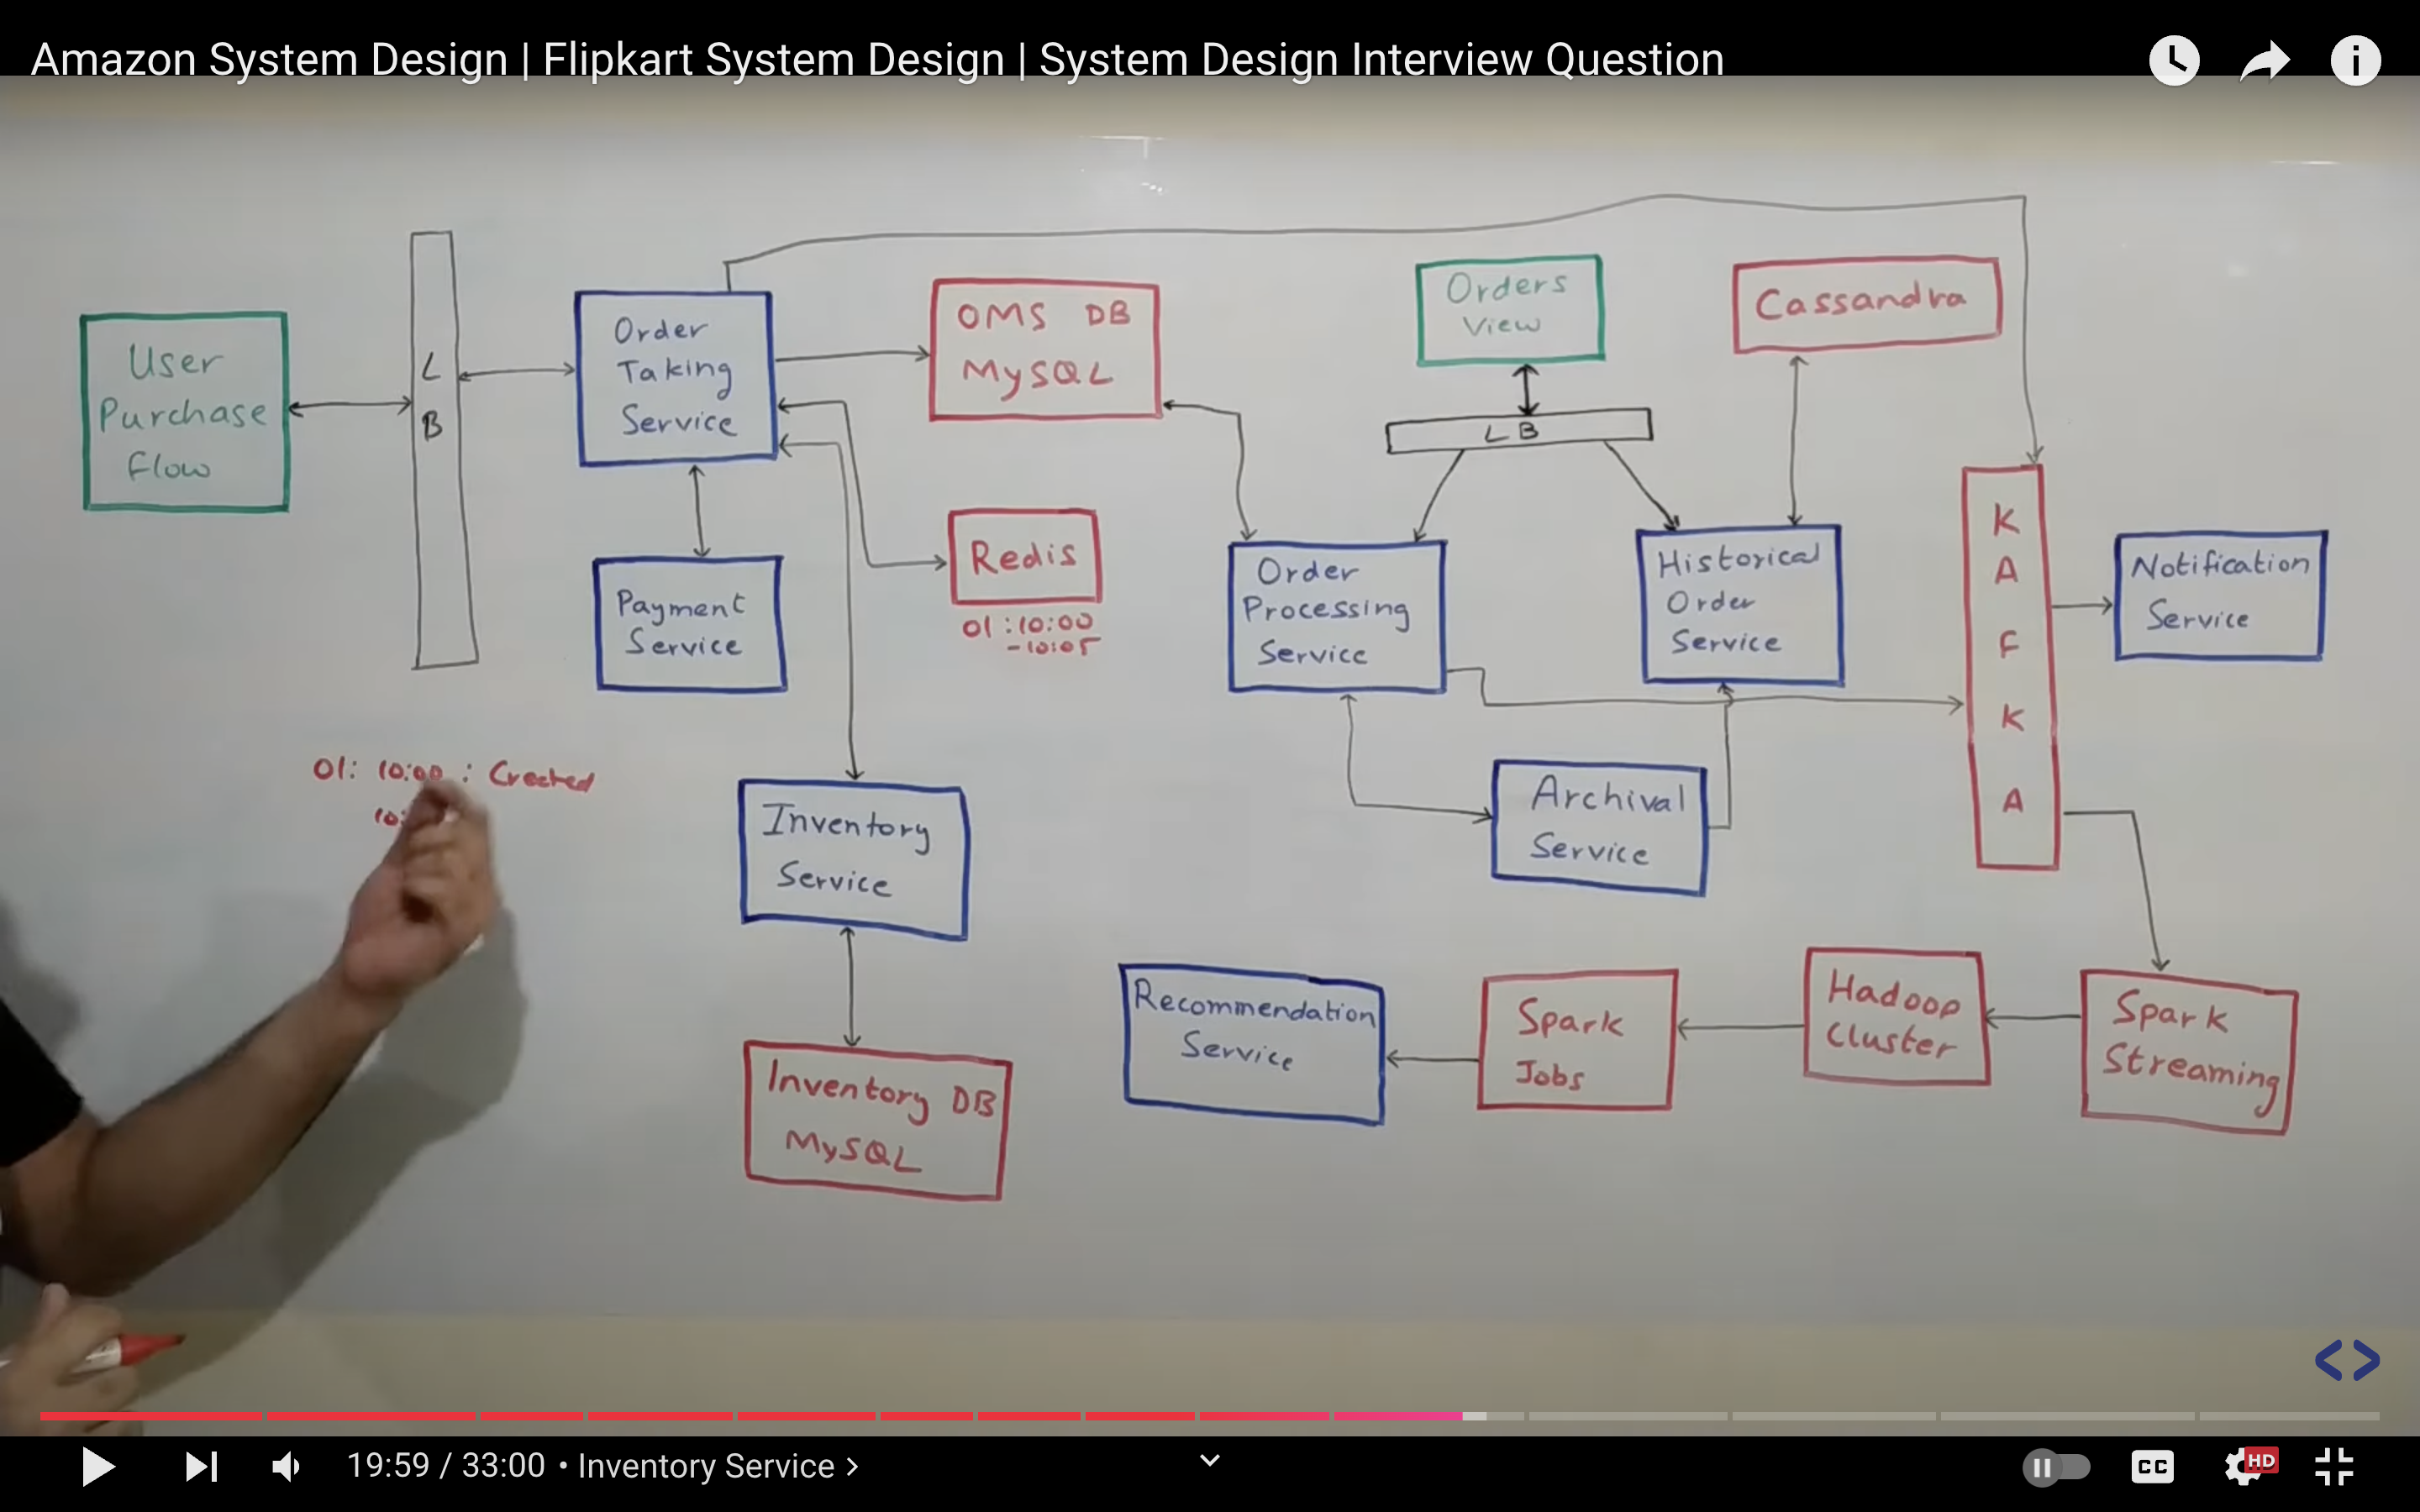 Amazon System Design | Flipkart System Design | System Design Interview Question
User
Purchase
Flow
L
B
Order
Taking
Service
Payment
Service
OMS DB
MySQL
Redis
01:10:00
-10:05
01: 10:00 : Created
10:
Inventory
Service
Inventory DB
MySQL
Orders
View
LB
Cassandra
Order
Processing
Service
Historical
Order
Service
Archival
Service
K
A
F
K
A
Notification
Service
Recommendation
Service
Spark
Jobs
Hadoop
Cluster
Spark
Streaming
<>
19:59 / 33:00 • Inventory Service >
CC
HD